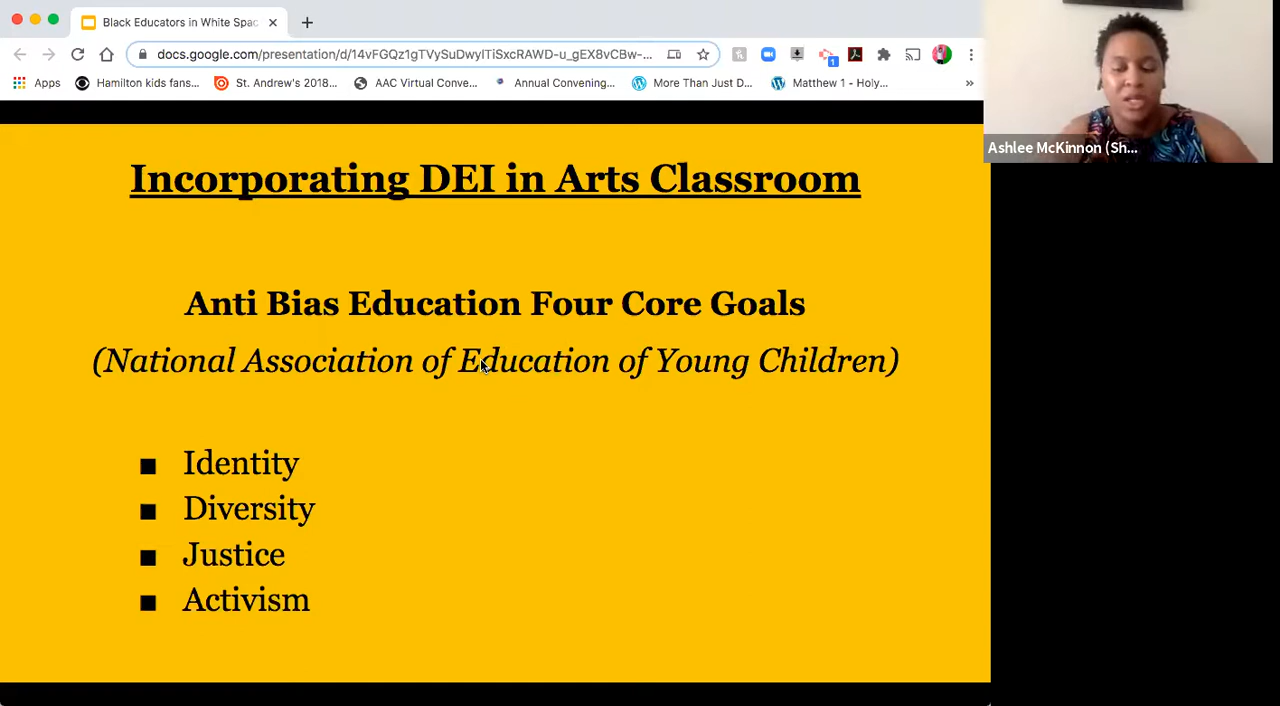 Black Educators in White Spac
docs.google.com/presentation/d/14vFGQz1gTVySuDwyITiSxcRAWD-u_gEX8vCBw-...
1
Apps
Hamilton kids fans...
St. Andrew's 2018...
AAC Virtual Conve...
Annual Convening...
More Than Just D...
Matthew 1 - Holy...
»
Ashlee McKinnon (Sh...
Incorporating DEI in Arts Classroom
Anti Bias Education Four Core Goals
(National Association of Education of Young Children)
■ Identity
■ Diversity
■ Justice
■ Activism